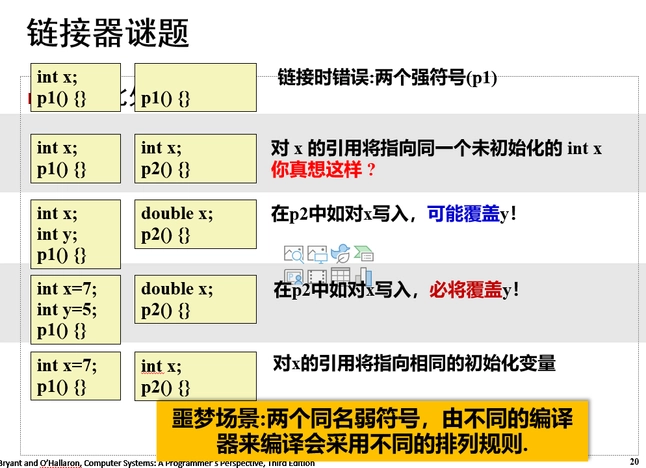 链接器谜题
int x;
p1() {}
p1() {}
链接时错误:两个强符号(p1)
int x;
p1() {}
int x;
p2() {}
对 x 的引用将指向同一个未初始化的 int x
你真想这样？
int x;
int y;
p1() {}
double x;
p2() {}
在p2中如对x写入，可能覆盖y！
int x=7;
int y=5;
p1() {}
double x;
p2() {}
在p2中如对x写入，必将覆盖y！
int x=7;
p1() {}
int x;
p2() {}
对x的引用将指向相同的初始化变量
噩梦场景:两个同名弱符号，由不同的编译
器来编译会采用不同的排列规则.
Bryant and O'Hallaron, Computer Systems: A Programmer's Perspective, Third Edition
20